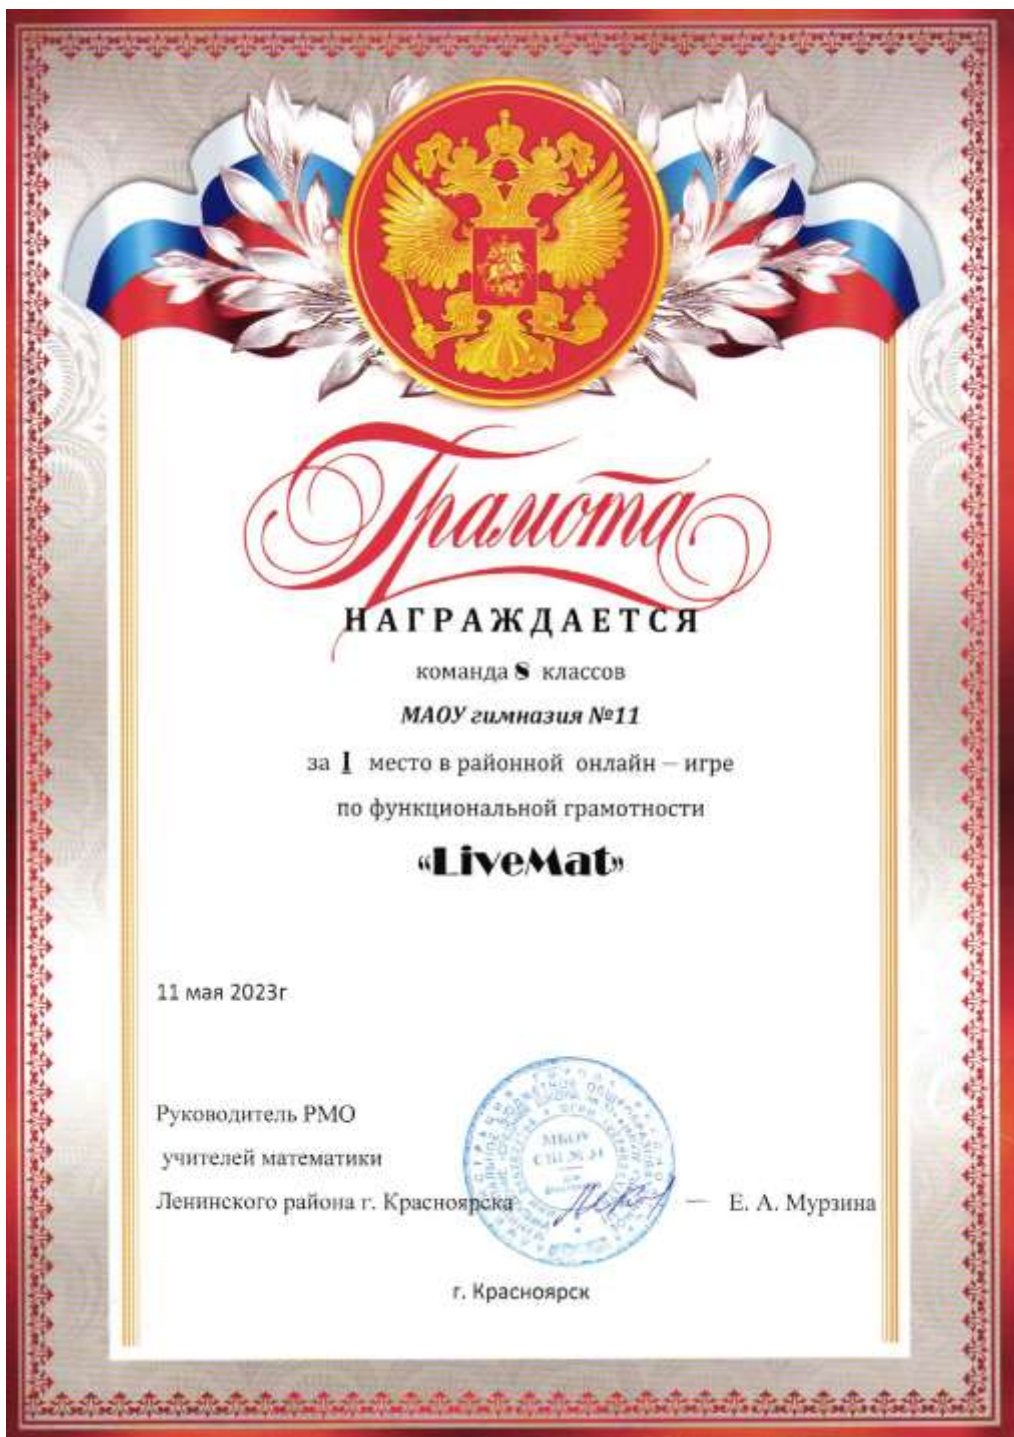 Грамота
НАГРАЖДАЕТСЯ
команда 8 классов
МАОУ гимназия №11
за I место в районной онлайн – игре
по функциональной грамотности
«LiveMat»
11 мая 2023г
Руководитель РМО
учителей математики
Ленинского района г. Красноярска — Е. А. Мурзина
МБОУ
г. Красноярск